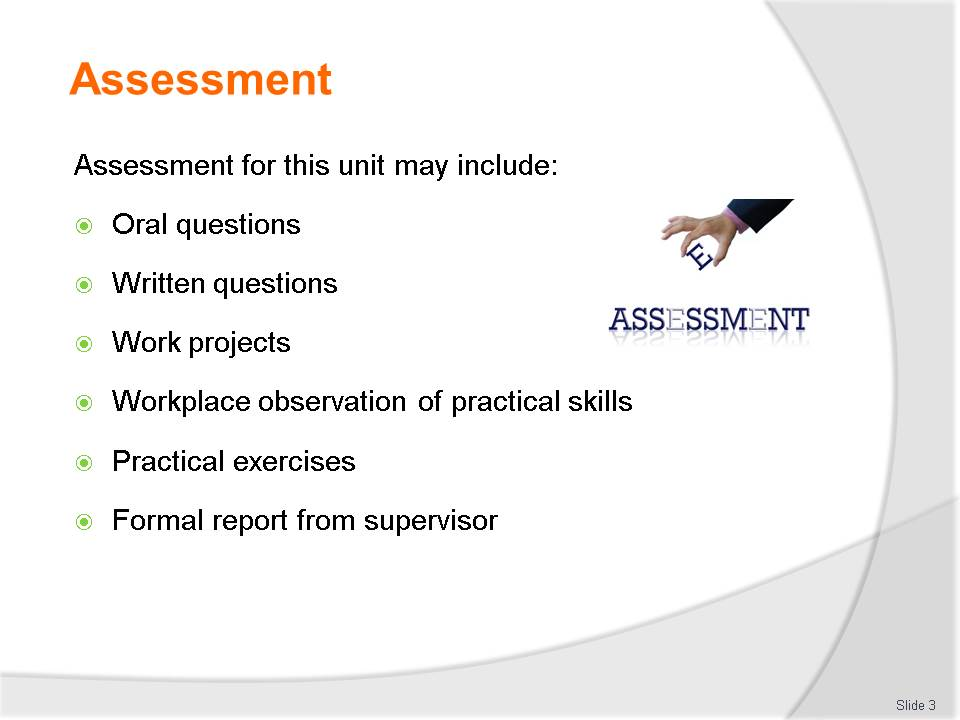 Assessment
Assessment for this unit may include:
Oral questions
Written questions
Work projects
Workplace observation of practical skills
Practical exercises
Formal report from supervisor
E
ASSESSMENT
Slide 3